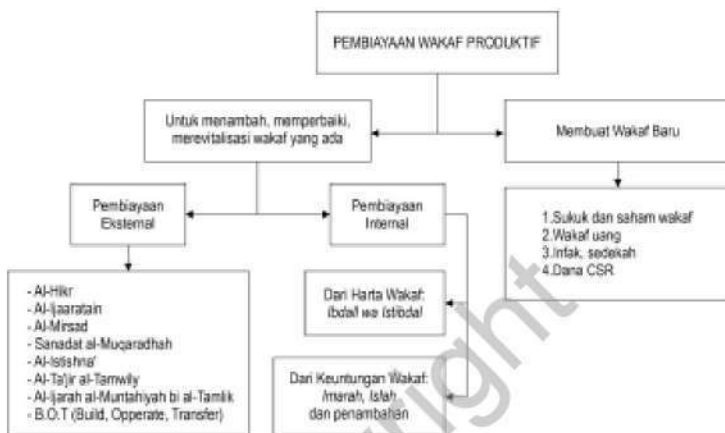 PEMBIAYAAN WAKAF PRODUKTIF
Untuk menambah, memperbaiki,
merevitalisasi wakaf yang ada
Membuat Wakaf Baru
Pembiayaan
Eksternal
Pembiayaan
Internal
1.Sukuk dan saham wakaf
2.Wakaf uang
3.Infak, sedekah
4.Dana CSR
- Al-Hikr
- Al-Ijaaratain
- Al-Mirsad
- Sanadat al-Muqaradhah
- Al-Istishna'
- Al-Ta'jir al-Tamwily
- Al-Ijarah al-Muntahiyah bi al-Tamlik
- B.O.T (Build, Opperate, Transfer)
Dari Harta Wakaf:
Ibdall wa Istibdal
Dari Keuntungan Wakaf:
Imarah, Islah
dan penambahan
right